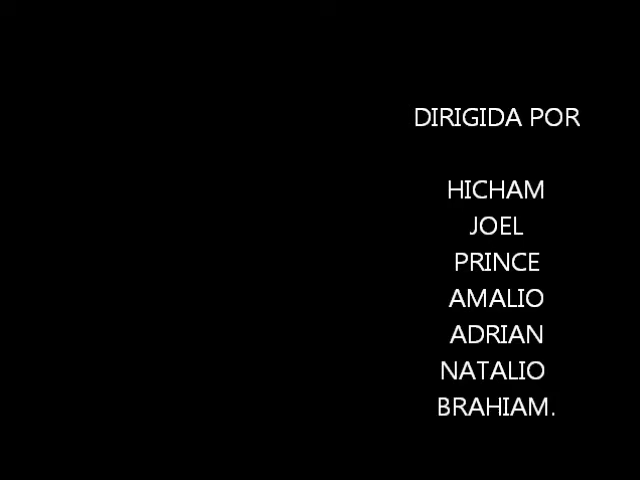 DIRIGIDA POR
HICHAM
JOEL
PRINCE
AMALIO
ADRIAN
NATALIO
BRAHIAM.